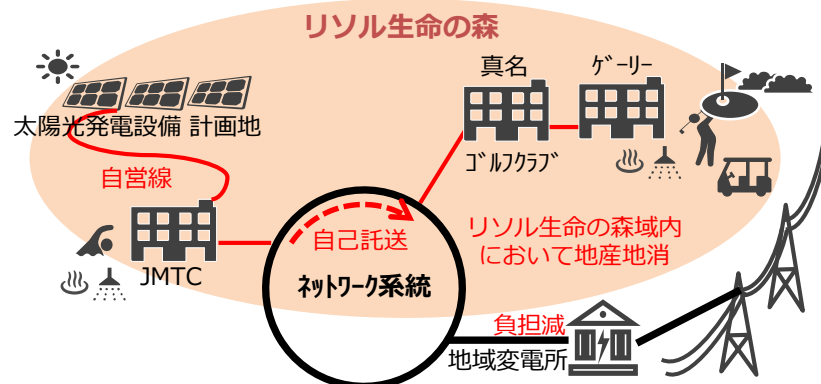 リソル生命の森
真名
ｹﾞｰﾘｰ
ｺﾞﾙﾌｸﾗﾌﾞ
太陽光発電設備 計画地
自営線
JMTC
自己託送
ﾈｯﾄﾜｰｸ系統
リソル生命の森域内
において地産地消
負担減
地域変電所